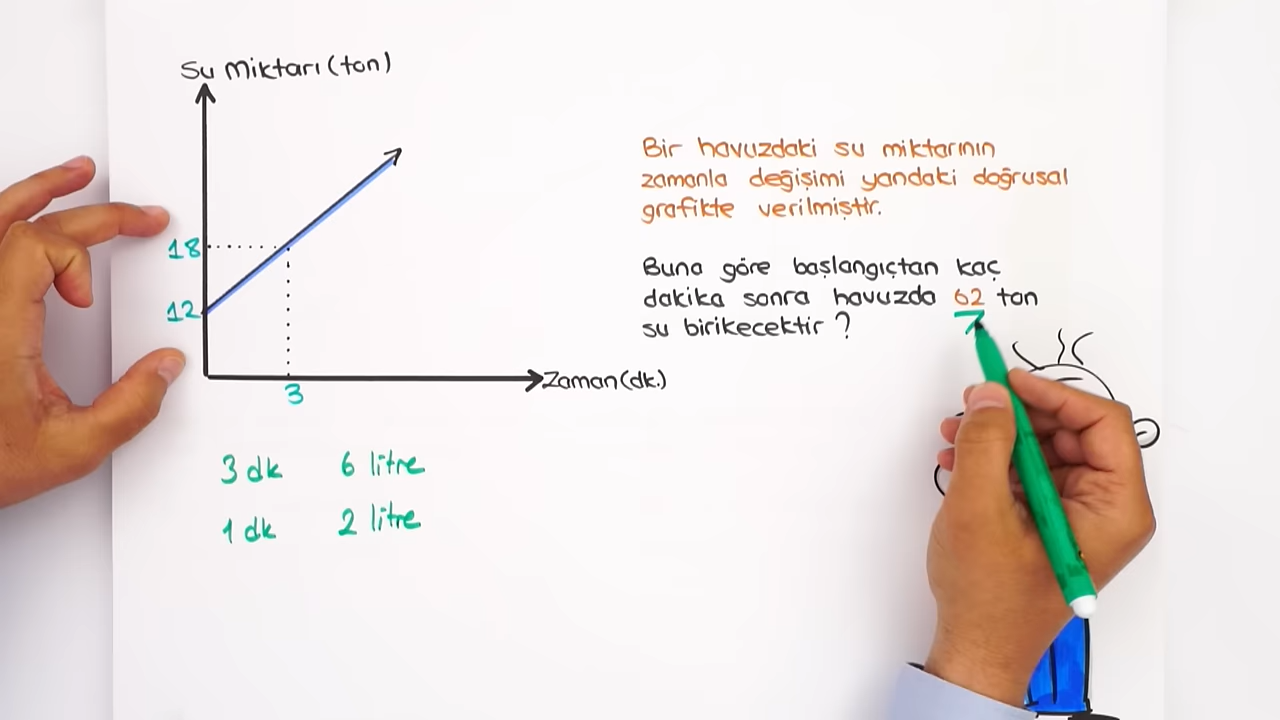 Su Miktarı (ton)
18
12
3
Zaman(dk.)
Bir havuzdaki su miktarının
zamanla değişimi yandaki doğrusal
grafikte verilmiştir.
Buna göre başlangıçtan kaç
dakika sonra havuzda 62 ton
su birikecektir ?
3 dk 6 litre
1 dk 2 litre